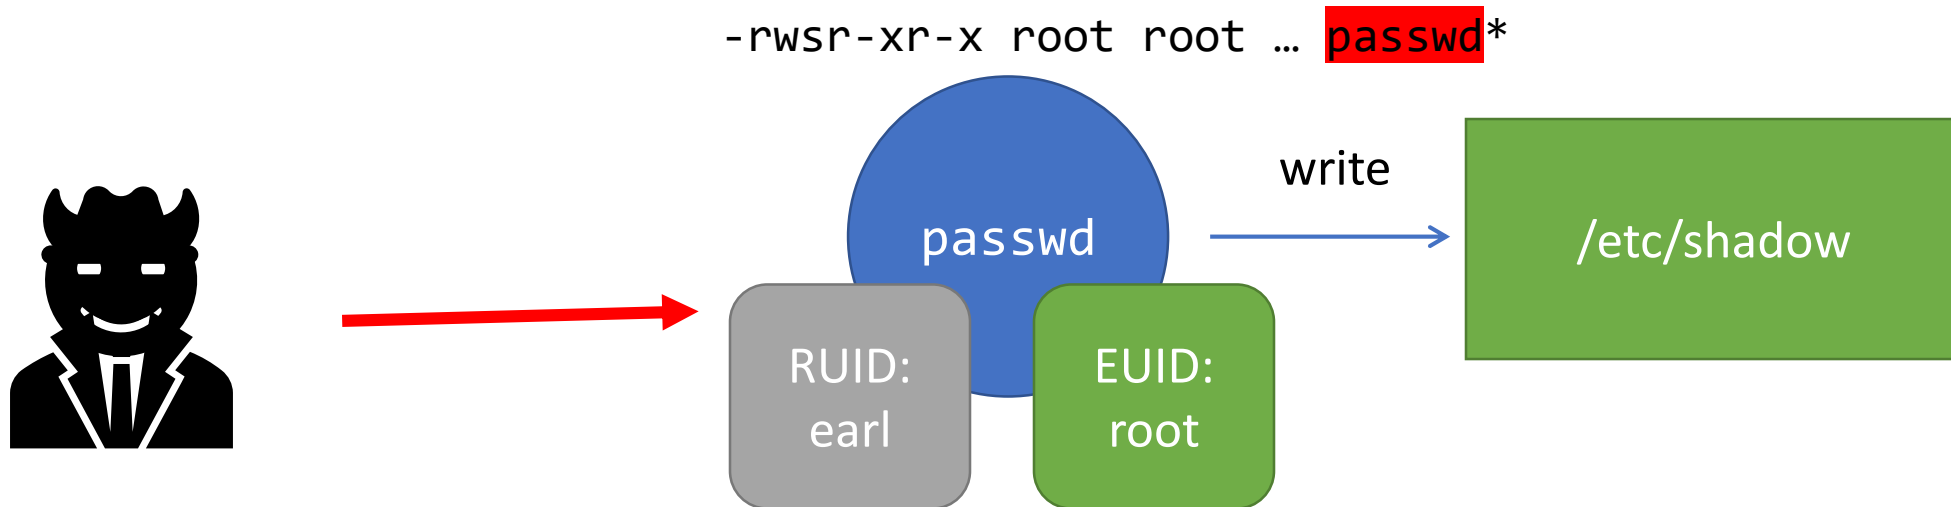 -rwsr-xr-x root root … passwd*
passwd
write
/etc/shadow
RUID:
earl
EUID:
root